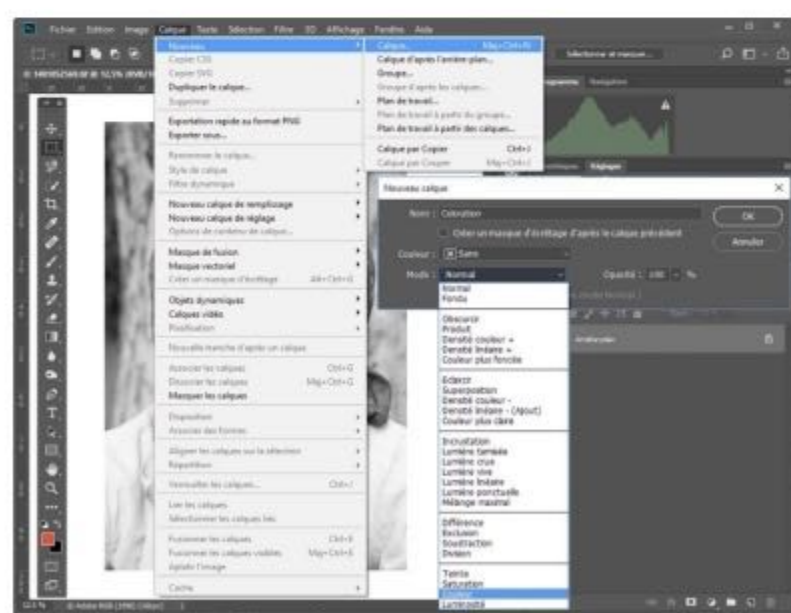 Fichier Edition Image Calque Texte Sélection Filtre 3D Affichage Fenêtre Aide
Sélectionner et masquer...
Nouveau
Copier CSS
Copier SVG
Dupliquer le calque...
Supprimer
Exportation rapide au format PNG
Exporter sous...
Renommer le calque...
Style de calque
Filtre dynamique
Nouveau calque de remplissage
Nouveau calque de réglage
Options de contenu de calque...
Masque de fusion
Masque vectoriel
Créer un masque d'écrêtage Alt+Ctrl+G
Objets dynamiques
Calques vidéo
Pixellisation
Nouvelle tranche d'après un calque
Associer les calques Ctrl+G
Dissocier les calques Maj+Ctrl+G
Masquer les calques
Disposition
Associer des formes
Aligner les calques sur la sélection
Répartition
Verrouiller les calques... Ctrl+/
Lier les calques
Sélectionner les calques liés
Fusionner les calques Ctrl+E
Fusionner les calques visibles Maj+Ctrl+E
Aplatir l'image
Cache
Calque... Maj+Ctrl+N
Calque d'après l'arrière-plan...
Groupe...
Groupe d'après les calques...
Plan de travail...
Plan de travail à partir du groupe...
Plan de travail à partir des calques...
Calque par Copier Ctrl+J
Calque par Couper Maj+Ctrl+J
Navigation
Réglages
Nouveau calque
Nom : Coloration
OK
Créer un masque d'écrêtage d'après le calque précédent
Annuler
Couleur : Sans
Mode : Normal Opacité : 100 %
Normal
Fondu
Obscurcir
Produit
Densité couleur +
Densité linéaire +
Couleur plus foncée
Eclaircir
Superposition
Densité couleur -
Densité linéaire - (Ajout)
Couleur plus claire
Incrustation
Lumière tamisée
Lumière crue
Lumière vive
Lumière linéaire
Lumière ponctuelle
Mélange maximal
Différence
Exclusion
Soustraction
Division
Teinte
Saturation
Couleur
Luminosité
Arrière-plan